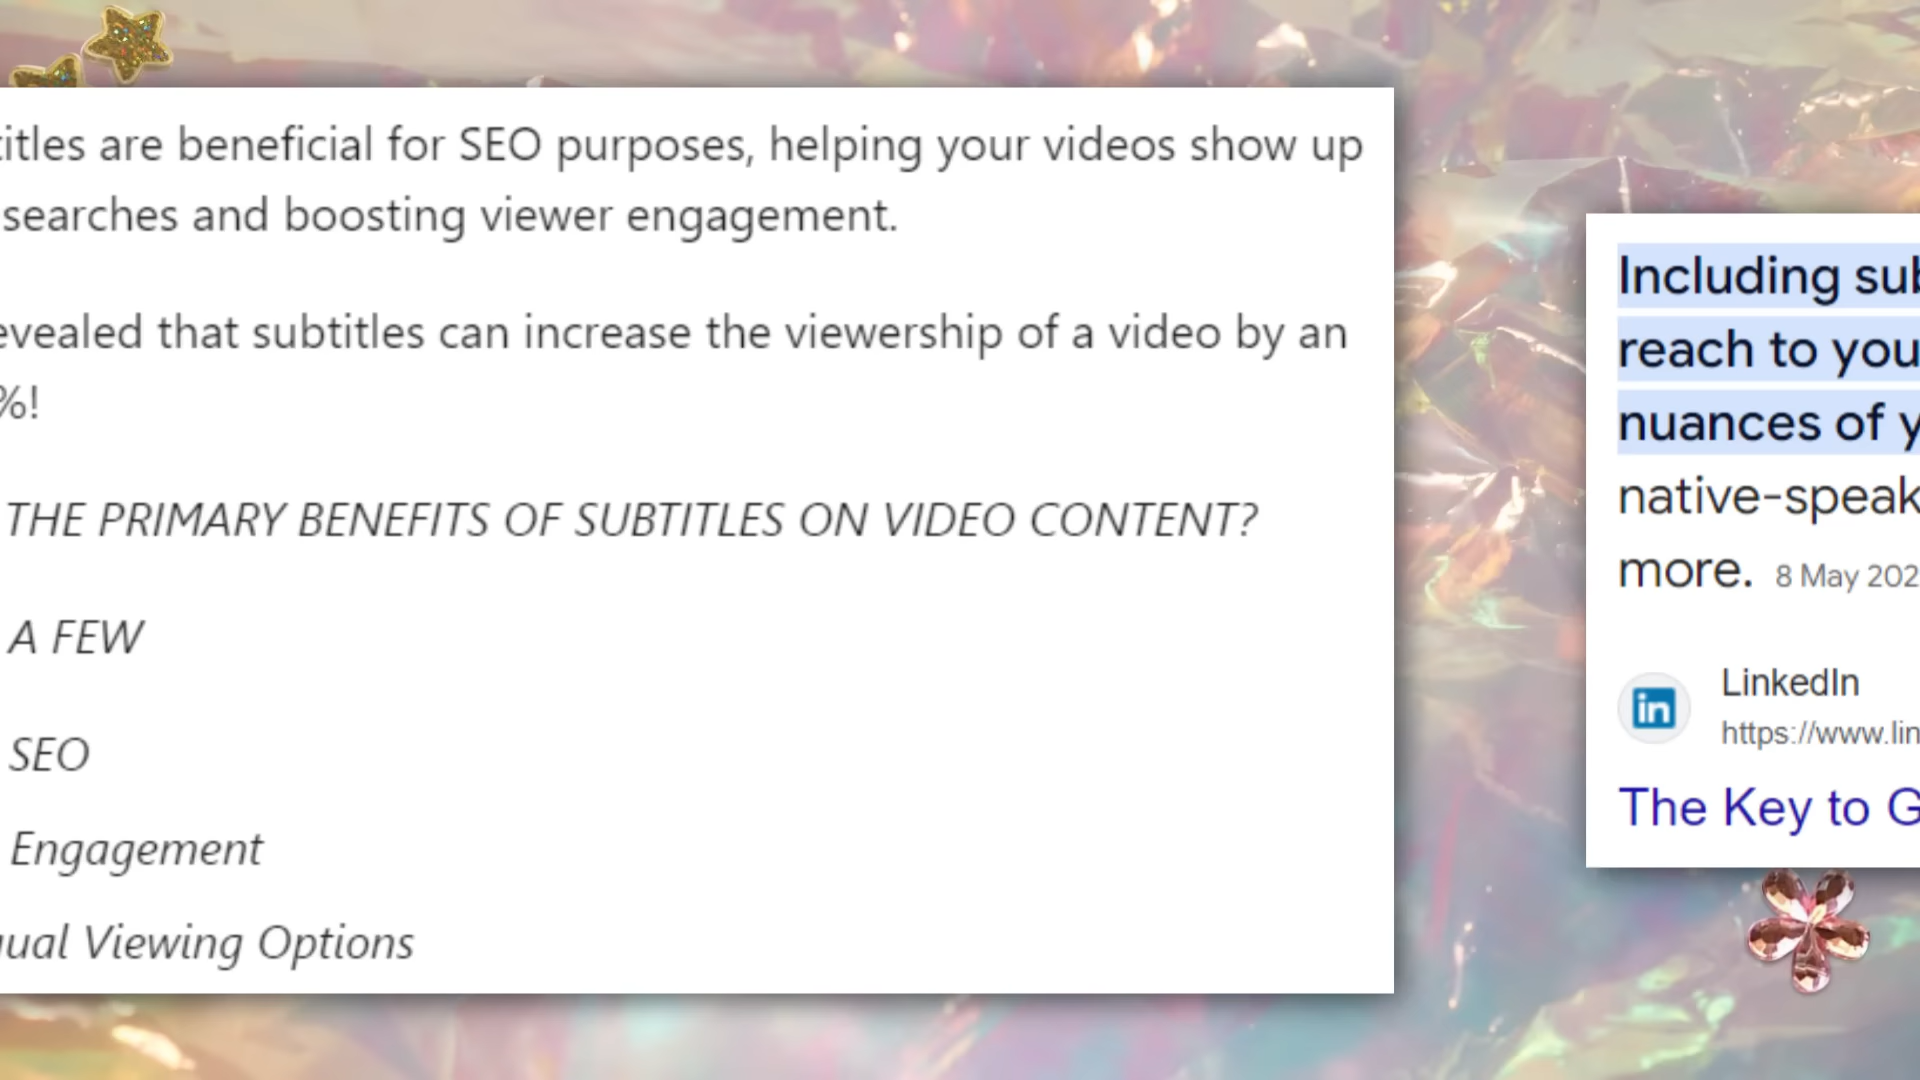 titles are beneficial for SEO purposes, helping your videos show up
searches and boosting viewer engagement.
evealed that subtitles can increase the viewership of a video by an
%!
THE PRIMARY BENEFITS OF SUBTITLES ON VIDEO CONTENT?
A FEW
SEO
Engagement
ual Viewing Options
Including sub
reach to you
nuances of y
native-speak
more. 8 May 202
LinkedIn
https://www.lin
The Key to G